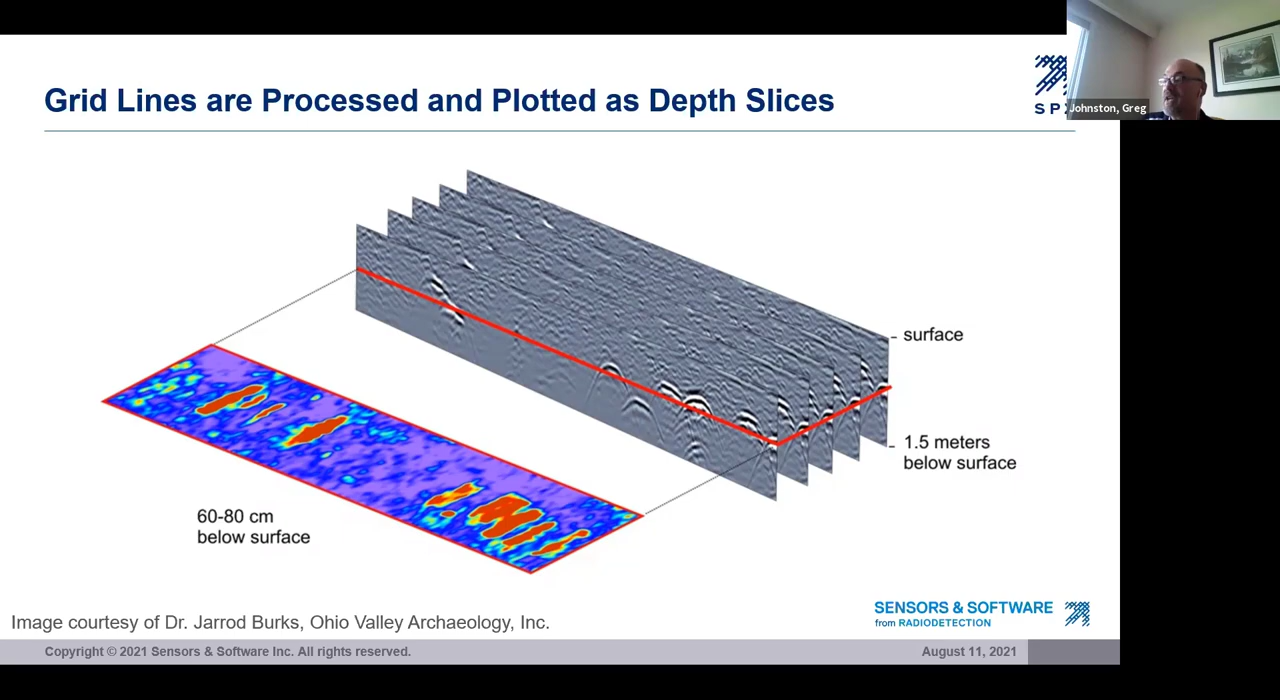 Grid Lines are Processed and Plotted as Depth Slices
SP
Johnston, Greg
surface
1.5 meters
below surface
60-80 cm
below surface
Image courtesy of Dr. Jarrod Burks, Ohio Valley Archaeology, Inc.
SENSORS & SOFTWARE
from RADIODETECTION
Copyright © 2021 Sensors & Software Inc. All rights reserved.
August 11, 2021